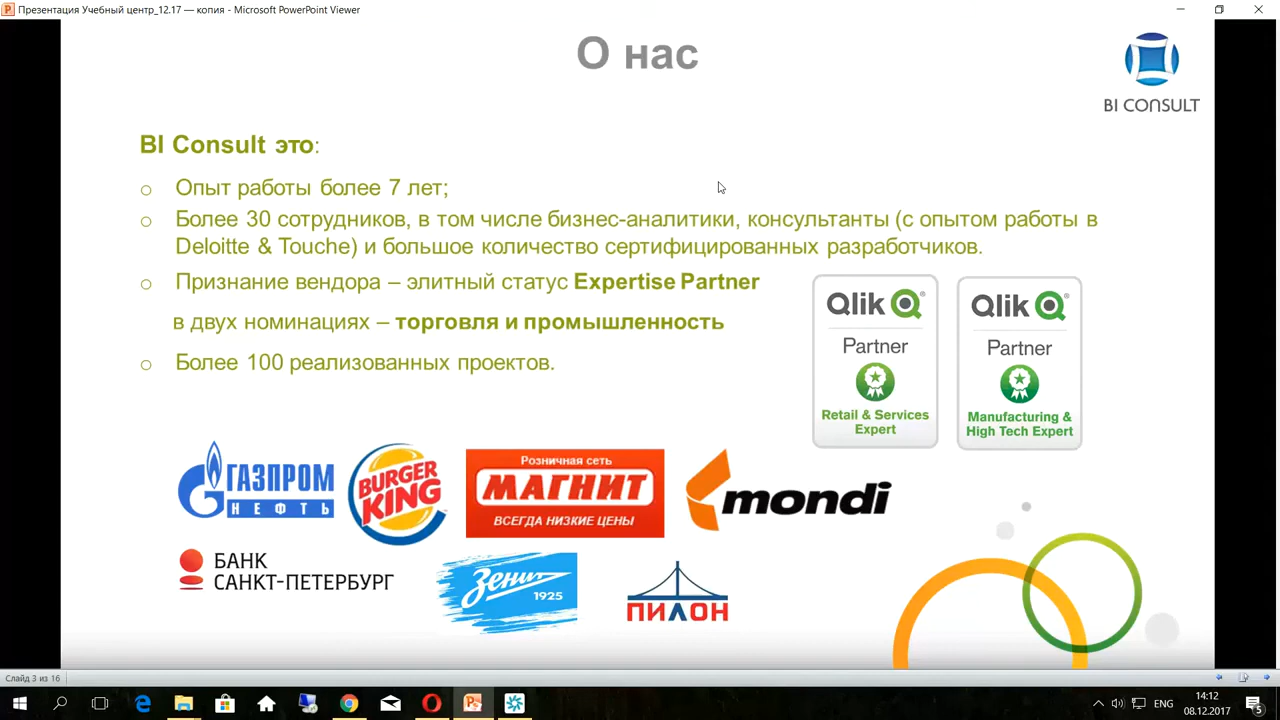 Презентация Учебный центр_12.17 — копия - Microsoft PowerPoint Viewer
О нас
BI CONSULT
BI Consult это:
Опыт работы более 7 лет;
Более 30 сотрудников, в том числе бизнес-аналитики, консультанты (с опытом работы в
Deloitte & Touche) и большое количество сертифицированных разработчиков.
Признание вендора – элитный статус Expertise Partner
в двух номинациях – торговля и промышленность
Более 100 реализованных проектов.
Qlik
Partner
Retail & Services
Expert
Qlik
Partner
Manufacturing &
High Tech Expert
ГАЗПРОМ
НЕФТЬ
BURGER
KING
Розничная сеть
МАГНИТ
ВСЕГДА НИЗКИЕ ЦЕНЫ
mondi
БАНК
САНКТ-ПЕТЕРБУРГ
Зенит
1925
ПИЛОН
Слайд 3 из 16
ENG
14:12
08.12.2017
5